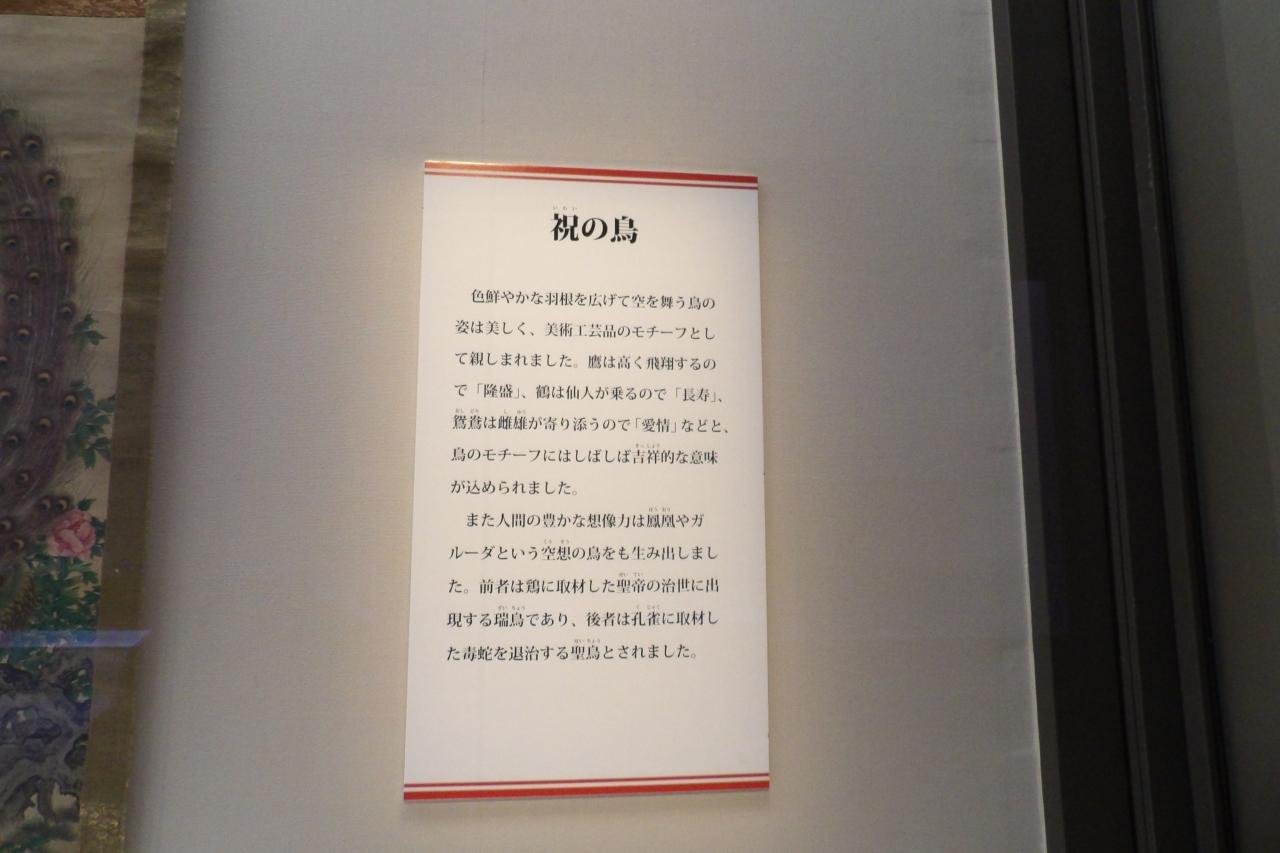 祝の鳥
色鮮やかな羽根を広げて空を舞う鳥の
姿は美しく、美術工芸品のモチーフとし
て親しまれました。鷹は高く飛翔するの
で「隆盛」、鶴は仙人が乗るので「長寿」、
鴛鴦は雌雄が寄り添うので「愛情」などと、
鳥のモチーフにはしばしば吉祥的な意味
が込められました。
また人間の豊かな想像力は鳳凰やガ
ルーダという空想の鳥をも生み出しまし
た。前者は鶏に取材した聖帝の治世に出
現する瑞鳥であり、後者は孔雀に取材し
た毒蛇を退治する聖鳥とされました。